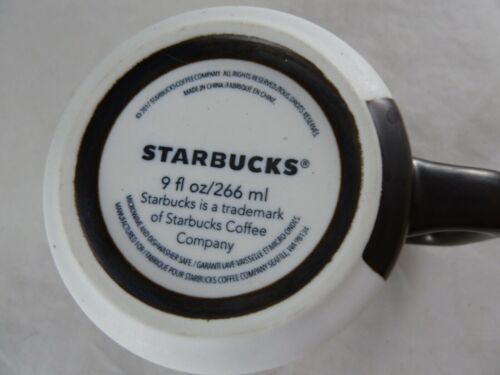 © 2017 STARBUCKS COFFEE COMPANY. ALL RIGHTS RESERVED./TOUS DROITS RÉSERVÉS.
MADE IN CHINA./FABRIQUÉ EN CHINE.
STARBUCKS®
9 fl oz/266 ml
Starbucks is a trademark
of Starbucks Coffee
Company
MICROWAVE AND DISHWASHER SAFE./GARANTI LAVE-VAISSELLE ET MICRO-ONDES
MANUFACTURED FOR/FABRIQUÉ POUR STARBUCKS COFFEE COMPANY SEATTLE, WA 98134